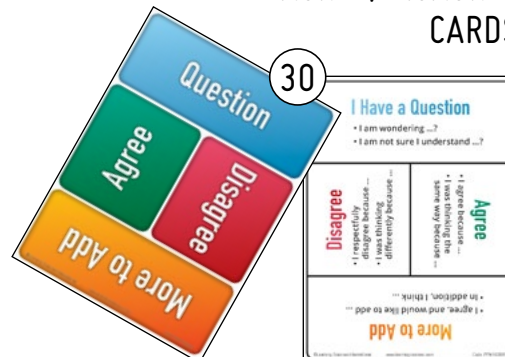 CARDS
30
Question
Agree
Disagree
More to Add
I Have a Question
• I am wondering ...?
• I am not sure I understand ...?
Disagree
• I respectfully
disagree because ...
• I was thinking
differently because ...
Agree
• I agree because ...
• I was thinking the
same way because ...
More to Add
• I agree, and would like to add ...
• In addition, I think ...